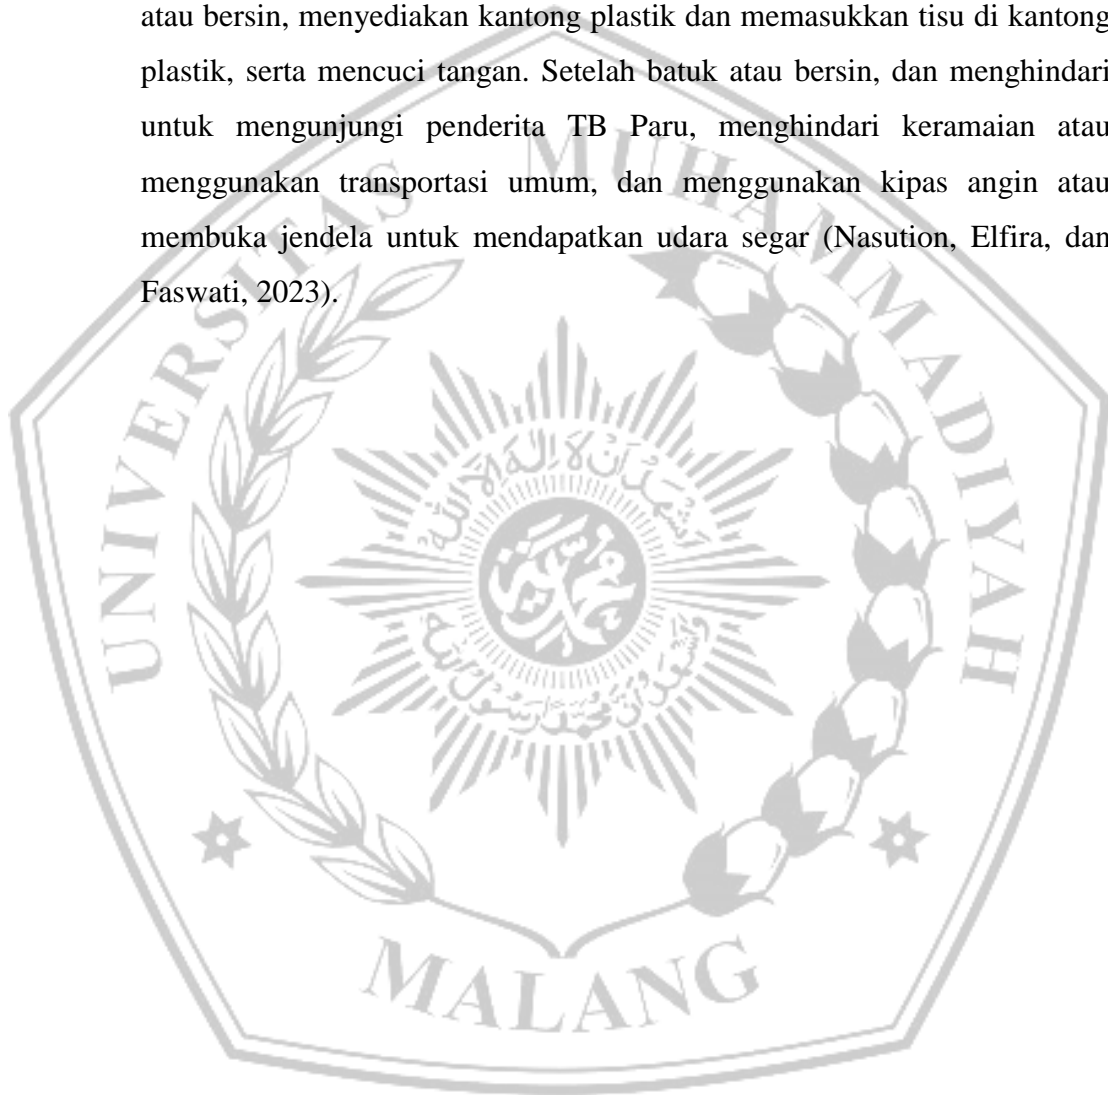 atau bersin, menyediakan kantong plastik dan memasukkan tisu di kantong
plastik, serta mencuci tangan. Setelah batuk atau bersin, dan menghindari
untuk mengunjungi penderita TB Paru, menghindari keramaian atau
menggunakan transportasi umum, dan menggunakan kipas angin atau
membuka jendela untuk mendapatkan udara segar (Nasution, Elfira, dan
Faswati, 2023).
UNIVERSITAS MUHAMMADIYAH
MALANG